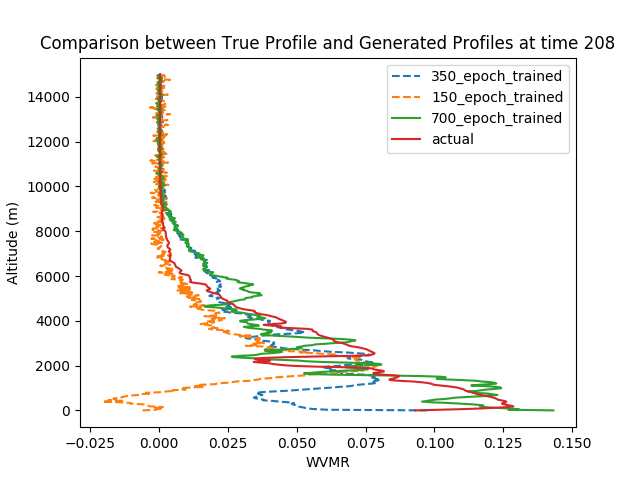 Comparison between True Profile and Generated Profiles at time 208
350_epoch_trained
150_epoch_trained
700_epoch_trained
actual
Altitude (m)
14000
12000
10000
8000
6000
4000
2000
0
−0.025
0.000
0.025
0.050
0.075
0.100
0.125
0.150
WVMR